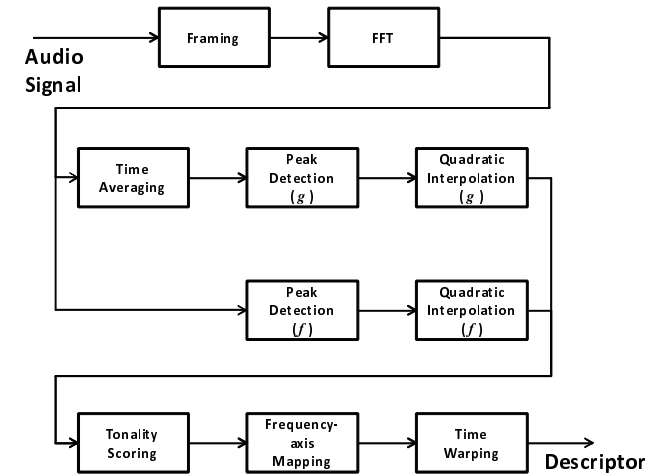 Framing
FFT
Audio
Signal
Time
Averaging
Peak
Detection
(g)
Quadratic
Interpolation
(g)
Peak
Detection
(f)
Quadratic
Interpolation
(f)
Tonality
Scoring
Frequency-
axis
Mapping
Time
Warping
Descriptor